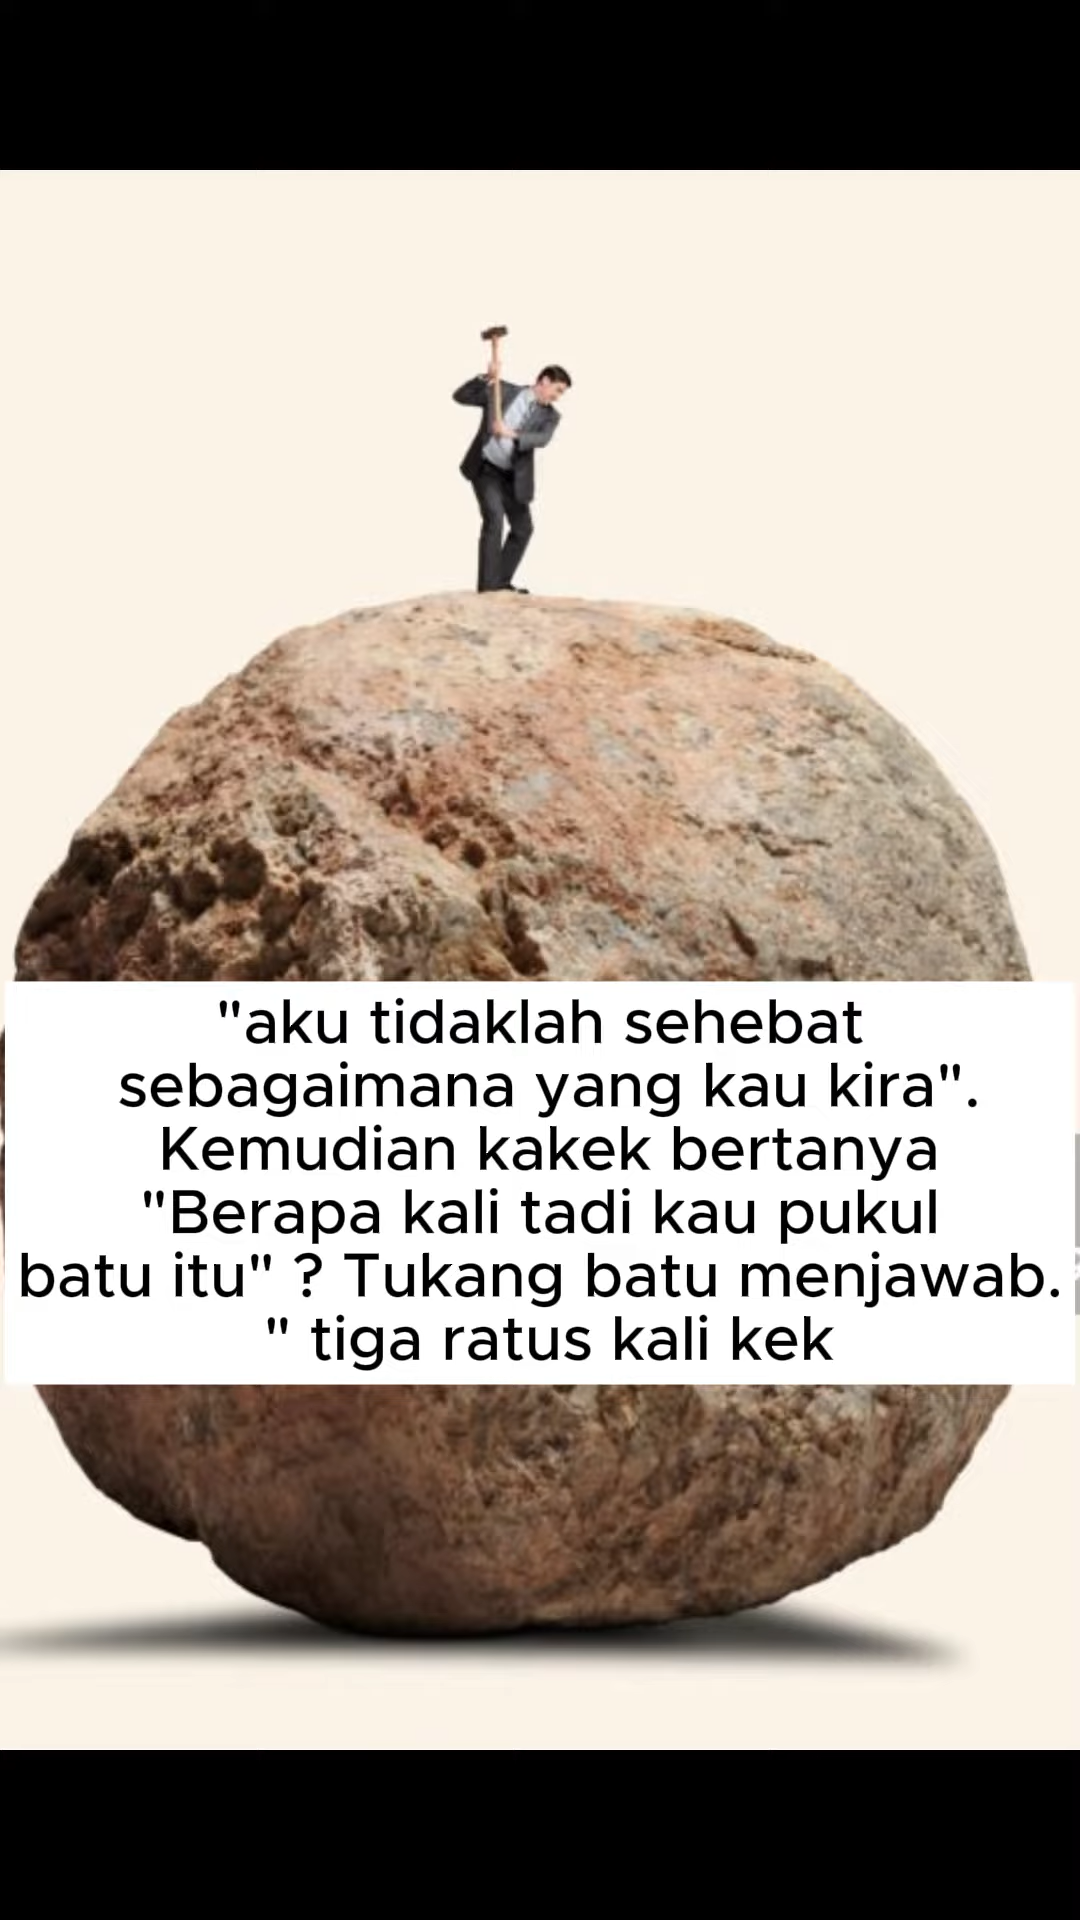 "aku tidaklah sehebat
sebagaimana yang kau kira".
Kemudian kakek bertanya
"Berapa kali tadi kau pukul
batu itu" ? Tukang batu menjawab.
" tiga ratus kali kek